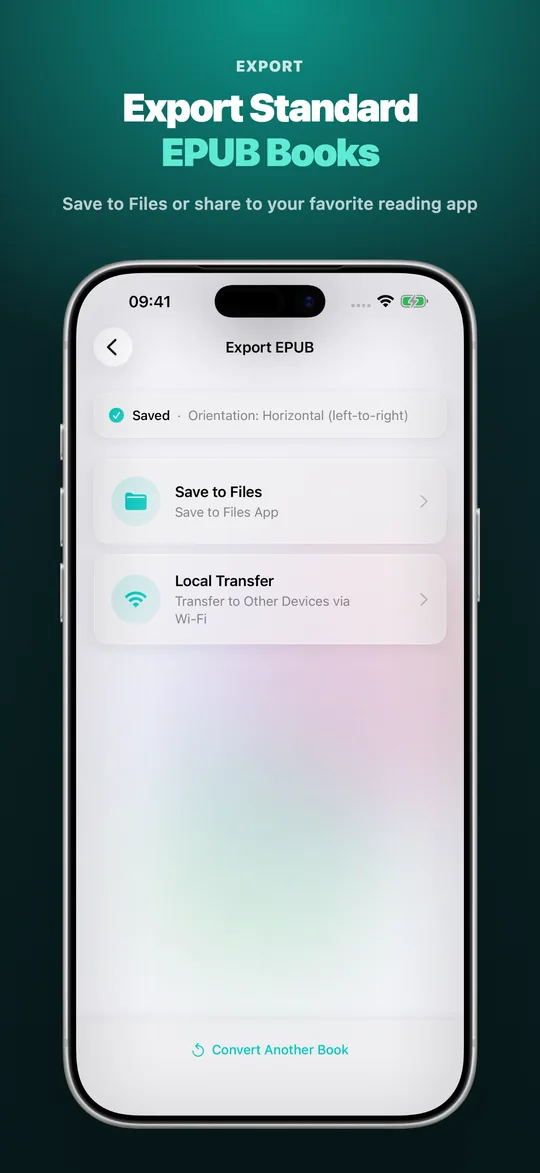 EXPORT
Export Standard
EPUB Books
Save to Files or share to your favorite reading app
09:41
Export EPUB
Saved · Orientation: Horizontal (left-to-right)
Save to Files
Save to Files App
Local Transfer
Transfer to Other Devices via
Wi-Fi
Convert Another Book